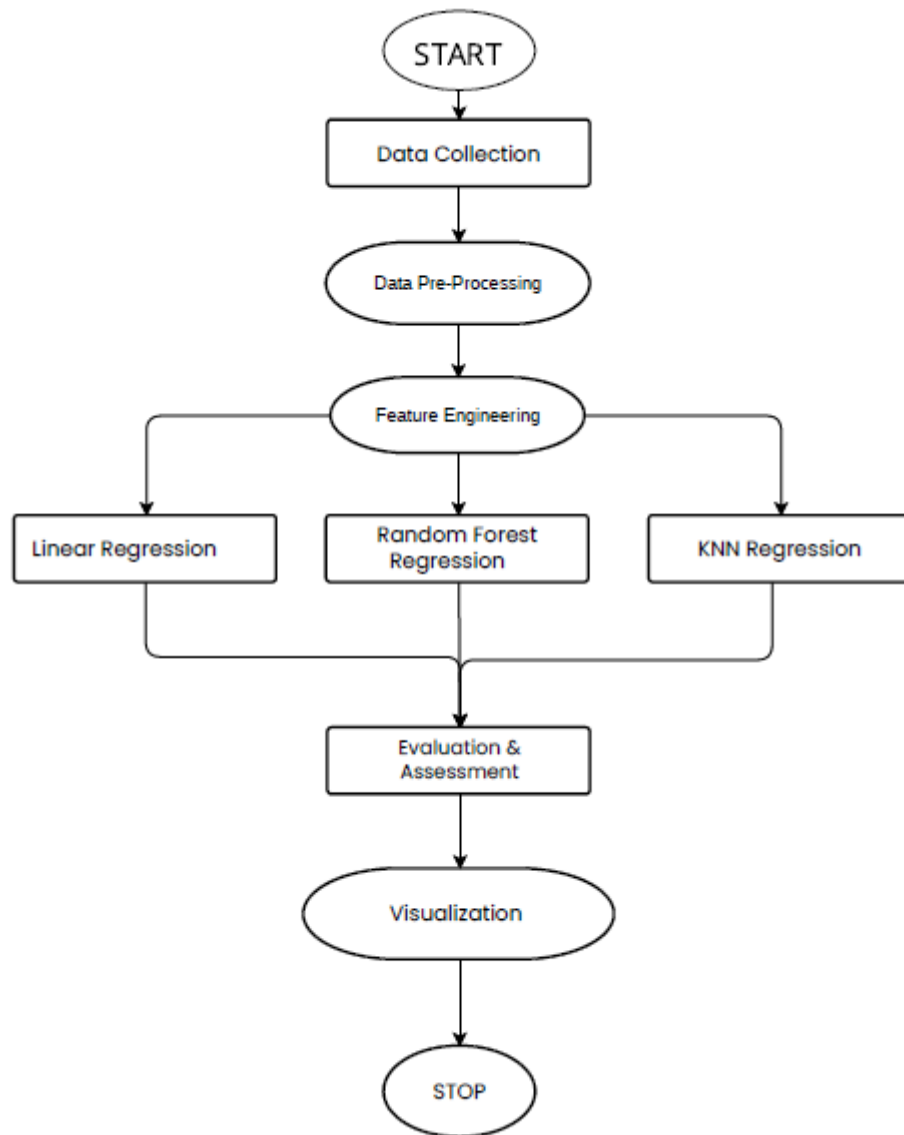 START
Data Collection
Data Pre-Processing
Feature Engineering
Linear Regression
Random Forest
Regression
KNN Regression
Evaluation &
Assessment
Visualization
STOP